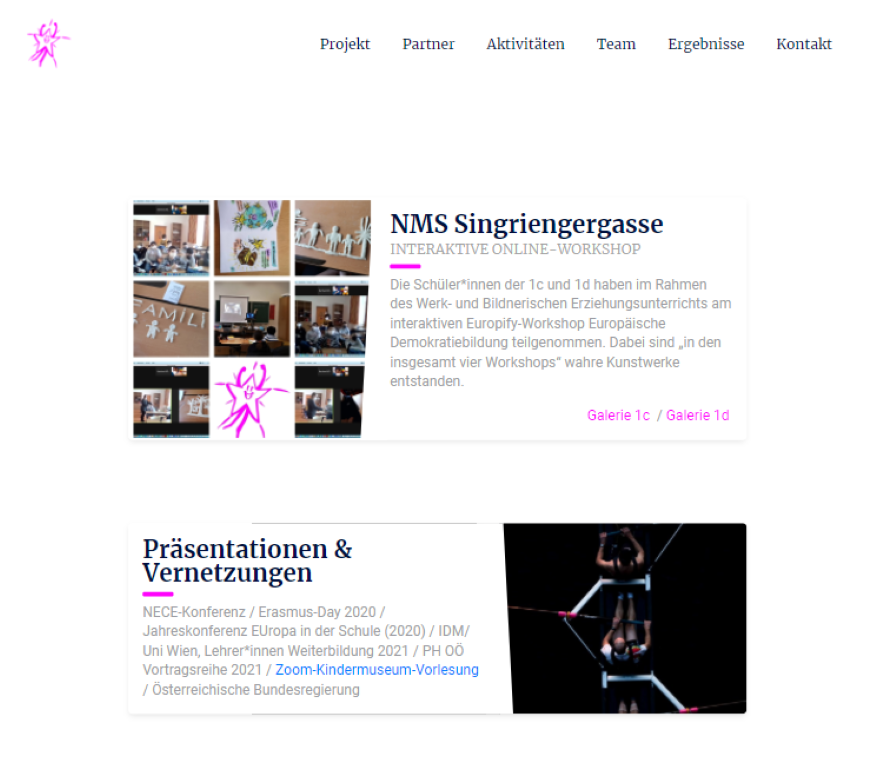 Projekt Partner Aktivitäten Team Ergebnisse Kontakt
FAMILI
NMS Singriengergasse
INTERAKTIVE ONLINE-WORKSHOP
Die Schüler*innen der 1c und 1d haben im Rahmen
des Werk- und Bildnerischen Erziehungsunterrichts am
interaktiven Europify-Workshop Europäische
Demokratiebildung teilgenommen. Dabei sind „in den
insgesamt vier Workshops“ wahre Kunstwerke
entstanden.
Galerie 1c / Galerie 1d
Präsentationen &
Vernetzungen
NECE-Konferenz / Erasmus-Day 2020 /
Jahreskonferenz EUropa in der Schule (2020) / IDM/
Uni Wien, Lehrer*innen Weiterbildung 2021 / PH OÖ
Vortragsreihe 2021 / Zoom-Kindermuseum-Vorlesung
/ Österreichische Bundesregierung